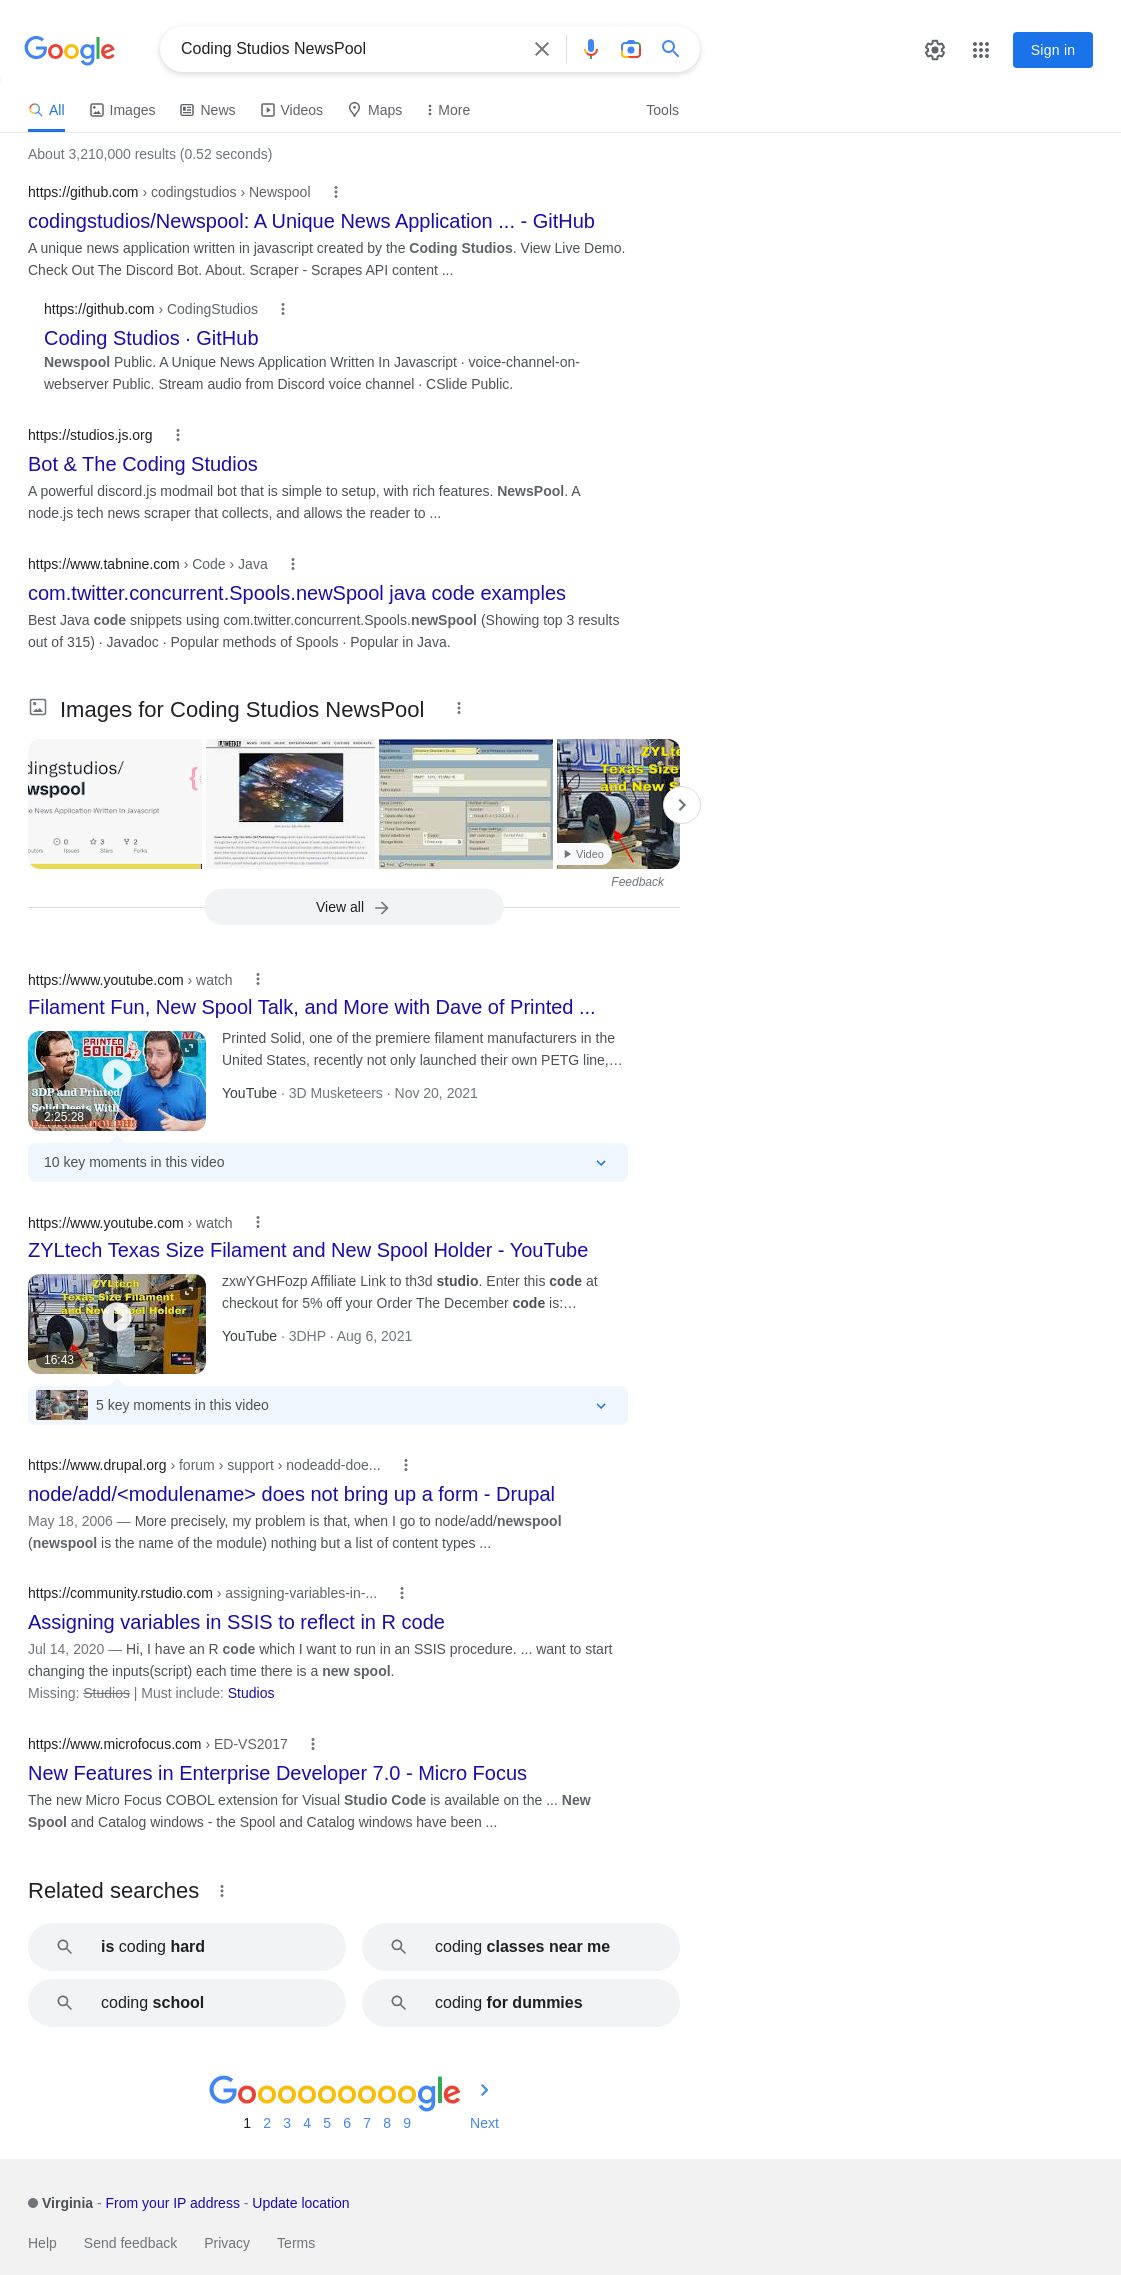 Google
Coding Studios NewsPool
Sign in
All
Images
News
Videos
Maps
More
Tools
About 3,210,000 results (0.52 seconds)
https://github.com › codingstudios › Newspool
codingstudios/Newspool: A Unique News Application ... - GitHub
A unique news application written in javascript created by the Coding Studios. View Live Demo.
Check Out The Discord Bot. About. Scraper - Scrapes API content ...
https://github.com › CodingStudios
Coding Studios · GitHub
Newspool Public. A Unique News Application Written In Javascript · voice-channel-on-
webserver Public. Stream audio from Discord voice channel · CSlide Public.
https://studios.js.org
Bot & The Coding Studios
A powerful discord.js modmail bot that is simple to setup, with rich features. NewsPool. A
node.js tech news scraper that collects, and allows the reader to ...
https://www.tabnine.com › Code › Java
com.twitter.concurrent.Spools.newSpool java code examples
Best Java code snippets using com.twitter.concurrent.Spools.newSpool (Showing top 3 results
out of 315) · Javadoc · Popular methods of Spools · Popular in Java.
Images for Coding Studios NewsPool
dingstudios/
wspool
e News Application Written In Javascript
0
3
2
Issues
Stars
Forks
ZYLte
Texas Size
and New S
Video
Feedback
View all
https://www.youtube.com › watch
Filament Fun, New Spool Talk, and More with Dave of Printed ...
PRINTED
SOLID
3DP and Printed
Solid Deets With
2:25:28
Printed Solid, one of the premiere filament manufacturers in the
United States, recently not only launched their own PETG line,…
YouTube · 3D Musketeers · Nov 20, 2021
10 key moments in this video
https://www.youtube.com › watch
ZYLtech Texas Size Filament and New Spool Holder - YouTube
ZYLtech
Texas Size Filament
and New Spool Holder
16:43
zxwYGHFozp Affiliate Link to th3d studio. Enter this code at
checkout for 5% off your Order The December code is:…
YouTube · 3DHP · Aug 6, 2021
5 key moments in this video
https://www.drupal.org › forum › support › nodeadd-doe...
node/add/<modulename> does not bring up a form - Drupal
May 18, 2006 — More precisely, my problem is that, when I go to node/add/newspool
(newspool is the name of the module) nothing but a list of content types ...
https://community.rstudio.com › assigning-variables-in-...
Assigning variables in SSIS to reflect in R code
Jul 14, 2020 — Hi, I have an R code which I want to run in an SSIS procedure. ... want to start
changing the inputs(script) each time there is a new spool.
Missing: Studios | Must include: Studios
https://www.microfocus.com › ED-VS2017
New Features in Enterprise Developer 7.0 - Micro Focus
The new Micro Focus COBOL extension for Visual Studio Code is available on the ... New
Spool and Catalog windows - the Spool and Catalog windows have been ...
Related searches
is coding hard
coding classes near me
coding school
coding for dummies
Goooooooooogle
1 2 3 4 5 6 7 8 9 Next
Virginia - From your IP address - Update location
Help Send feedback Privacy Terms